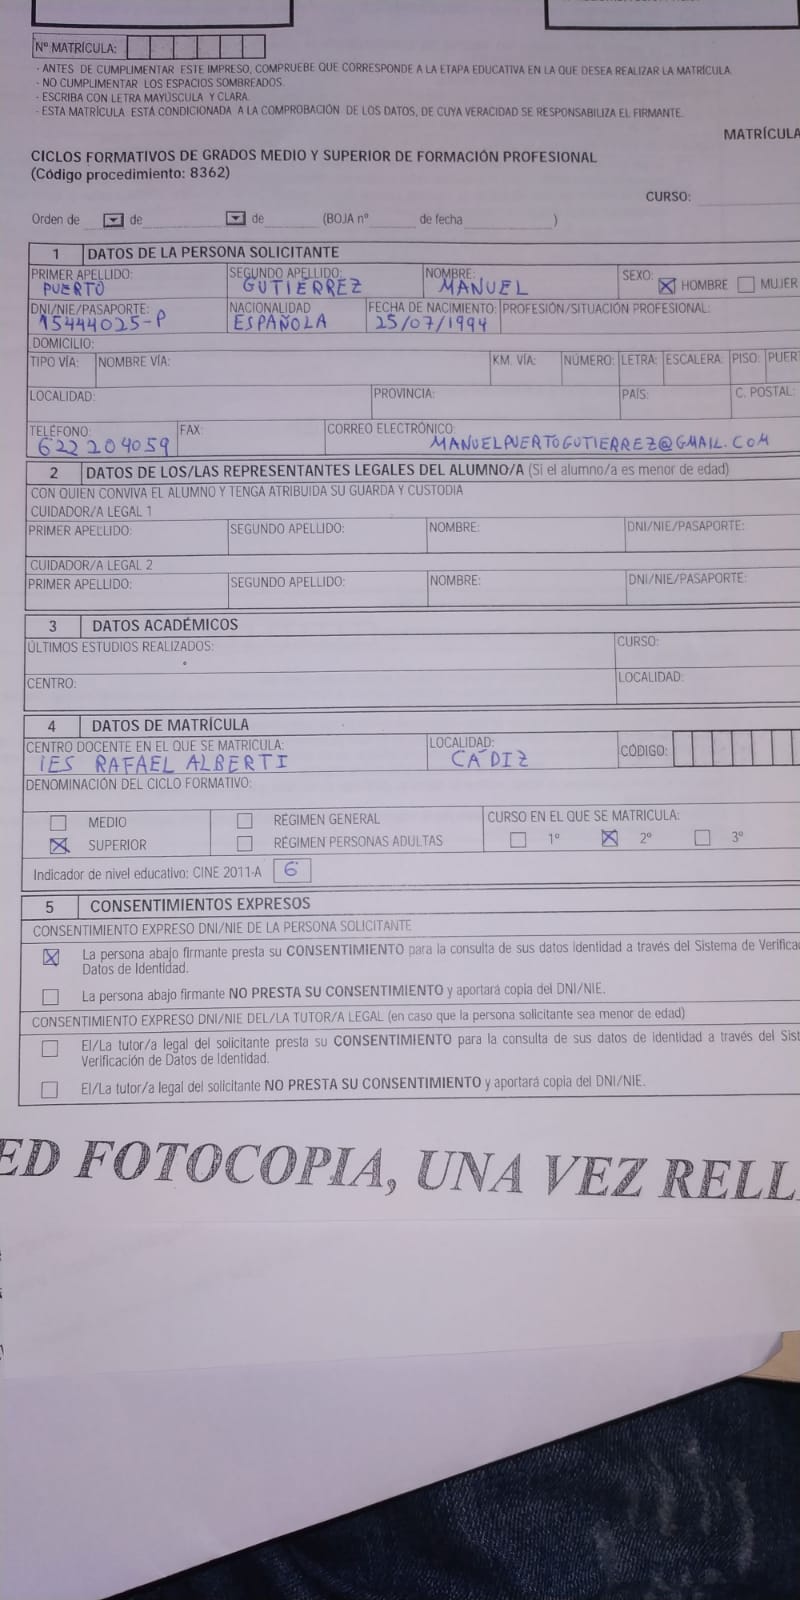 Nº MATRÍCULA:
- ANTES DE CUMPLIMENTAR ESTE IMPRESO, COMPRUEBE QUE CORRESPONDE A LA ETAPA EDUCATIVA EN LA QUE DESEA REALIZAR LA MATRÍCULA.
- NO CUMPLIMENTAR LOS ESPACIOS SOMBREADOS.
- ESCRIBA CON LETRA MAYÚSCULA Y CLARA.
- ESTA MATRÍCULA ESTÁ CONDICIONADA A LA COMPROBACIÓN DE LOS DATOS, DE CUYA VERACIDAD SE RESPONSABILIZA EL FIRMANTE.
MATRÍCULA
CICLOS FORMATIVOS DE GRADOS MEDIO Y SUPERIOR DE FORMACIÓN PROFESIONAL
(Código procedimiento: 8362)
CURSO:
Orden de de de (BOJA nº de fecha )
1 DATOS DE LA PERSONA SOLICITANTE
PRIMER APELLIDO: SEGUNDO APELLIDO: NOMBRE: SEXO: HOMBRE MUJER
PUERTO GUTIÉRREZ MANUEL
DNI/NIE/PASAPORTE: NACIONALIDAD FECHA DE NACIMIENTO: PROFESIÓN/SITUACIÓN PROFESIONAL:
15444025-P ESPAÑOLA 25/07/1994
DOMICILIO:
TIPO VÍA: NOMBRE VÍA: KM. VÍA: NÚMERO: LETRA: ESCALERA: PISO: PUER
LOCALIDAD: PROVINCIA: PAÍS: C. POSTAL:
TELÉFONO: FAX: CORREO ELECTRÓNICO:
622204059 MANUELPUERTOGUTIERREZ@GMAIL.COM
2 DATOS DE LOS/LAS REPRESENTANTES LEGALES DEL ALUMNO/A (Si el alumno/a es menor de edad)
CON QUIEN CONVIVA EL ALUMNO Y TENGA ATRIBUIDA SU GUARDA Y CUSTODIA
CUIDADOR/A LEGAL 1
PRIMER APELLIDO: SEGUNDO APELLIDO: NOMBRE: DNI/NIE/PASAPORTE:
CUIDADOR/A LEGAL 2
PRIMER APELLIDO: SEGUNDO APELLIDO: NOMBRE: DNI/NIE/PASAPORTE:
3 DATOS ACADÉMICOS
ÚLTIMOS ESTUDIOS REALIZADOS: CURSO:
CENTRO: LOCALIDAD:
4 DATOS DE MATRÍCULA
CENTRO DOCENTE EN EL QUE SE MATRICULA: LOCALIDAD: CÓDIGO:
IES RAFAEL ALBERTI CÁDIZ
DENOMINACIÓN DEL CICLO FORMATIVO:
MEDIO RÉGIMEN GENERAL CURSO EN EL QUE SE MATRICULA:
SUPERIOR RÉGIMEN PERSONAS ADULTAS 1º 2º 3º
Indicador de nivel educativo: CINE 2011-A 6
5 CONSENTIMIENTOS EXPRESOS
CONSENTIMIENTO EXPRESO DNI/NIE DE LA PERSONA SOLICITANTE
La persona abajo firmante presta su CONSENTIMIENTO para la consulta de sus datos Identidad a través del Sistema de Verifica
Datos de Identidad.
La persona abajo firmante NO PRESTA SU CONSENTIMIENTO y aportará copia del DNI/NIE.
CONSENTIMIENTO EXPRESO DNI/NIE DEL/LA TUTOR/A LEGAL (en caso que la persona solicitante sea menor de edad)
El/La tutor/a legal del solicitante presta su CONSENTIMIENTO para la consulta de sus datos de identidad a través del Sist
Verificación de Datos de Identidad.
El/La tutor/a legal del solicitante NO PRESTA SU CONSENTIMIENTO y aportará copia del DNI/NIE.
ED FOTOCOPIA, UNA VEZ RELL